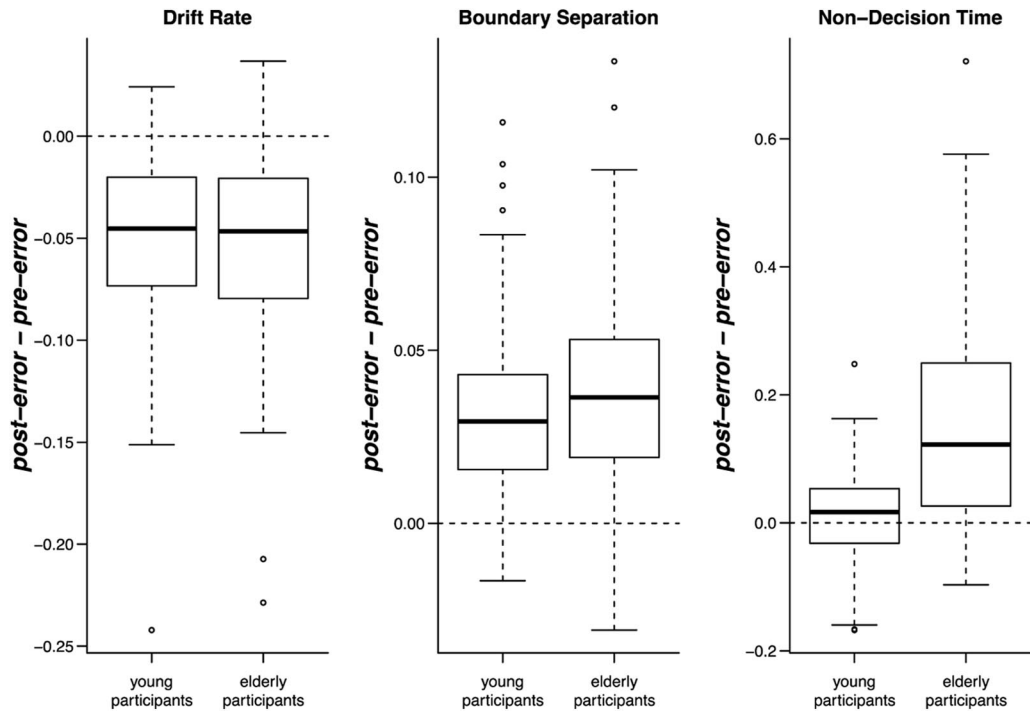 Drift Rate
post–error – pre–error
0.00
−0.05
−0.10
−0.15
−0.20
−0.25
young
participants
elderly
participants
Boundary Separation
post–error – pre–error
0.10
0.05
0.00
young
participants
elderly
participants
Non–Decision Time
post–error – pre–error
0.6
0.4
0.2
0.0
−0.2
young
participants
elderly
participants